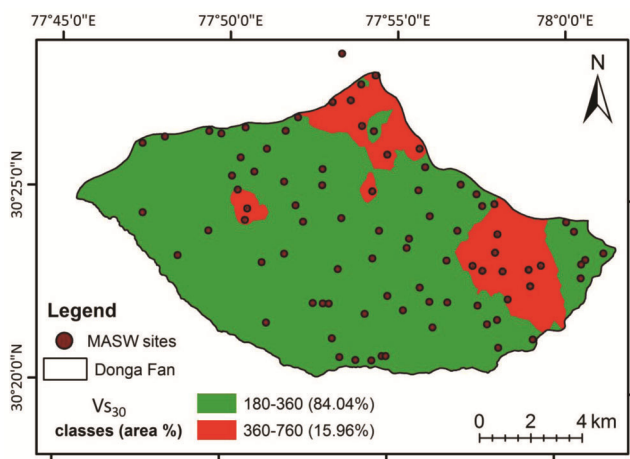 77°45'0"E 77°50'0"E 77°55'0"E 78°0'0"E
N
30°25'0"N
30°20'0"N
Legend
MASW sites
Donga Fan
Vs30
classes (area %)
180-360 (84.04%)
360-760 (15.96%)
0 2 4 km